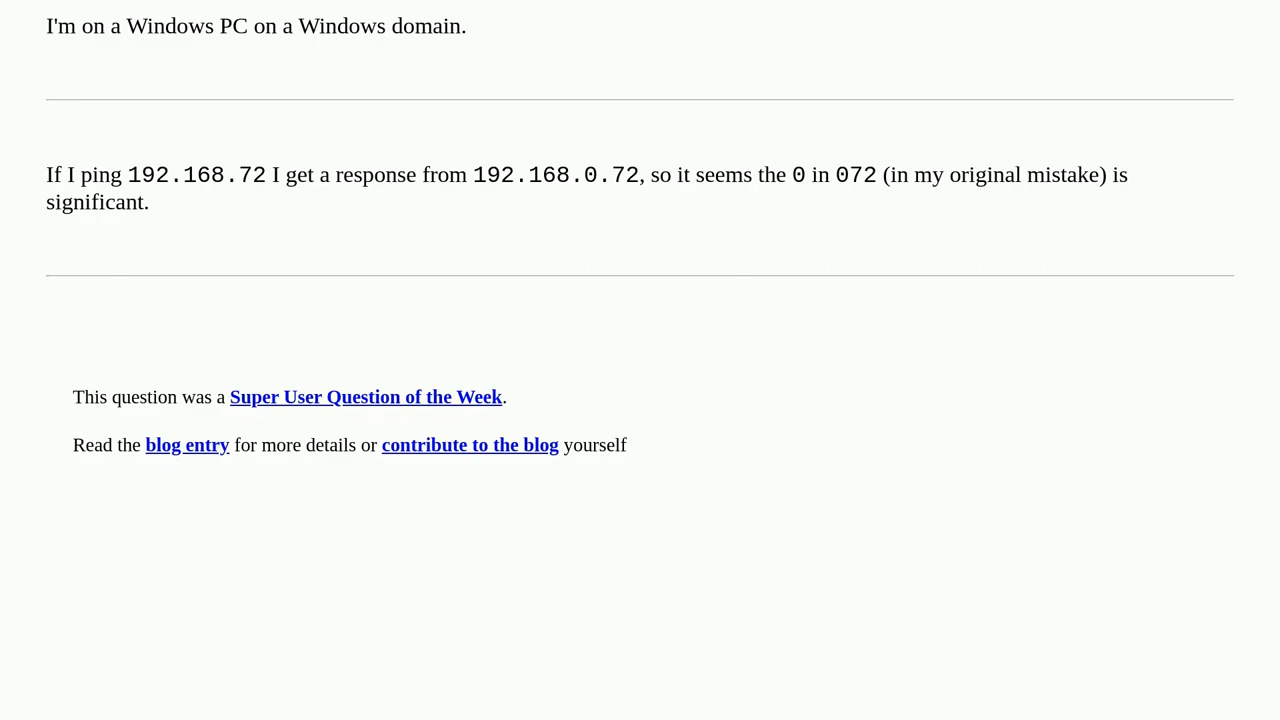 I'm on a Windows PC on a Windows domain.
If I ping 192.168.72 I get a response from 192.168.0.72, so it seems the 0 in 072 (in my original mistake) is
significant.
This question was a Super User Question of the Week.
Read the blog entry for more details or contribute to the blog yourself